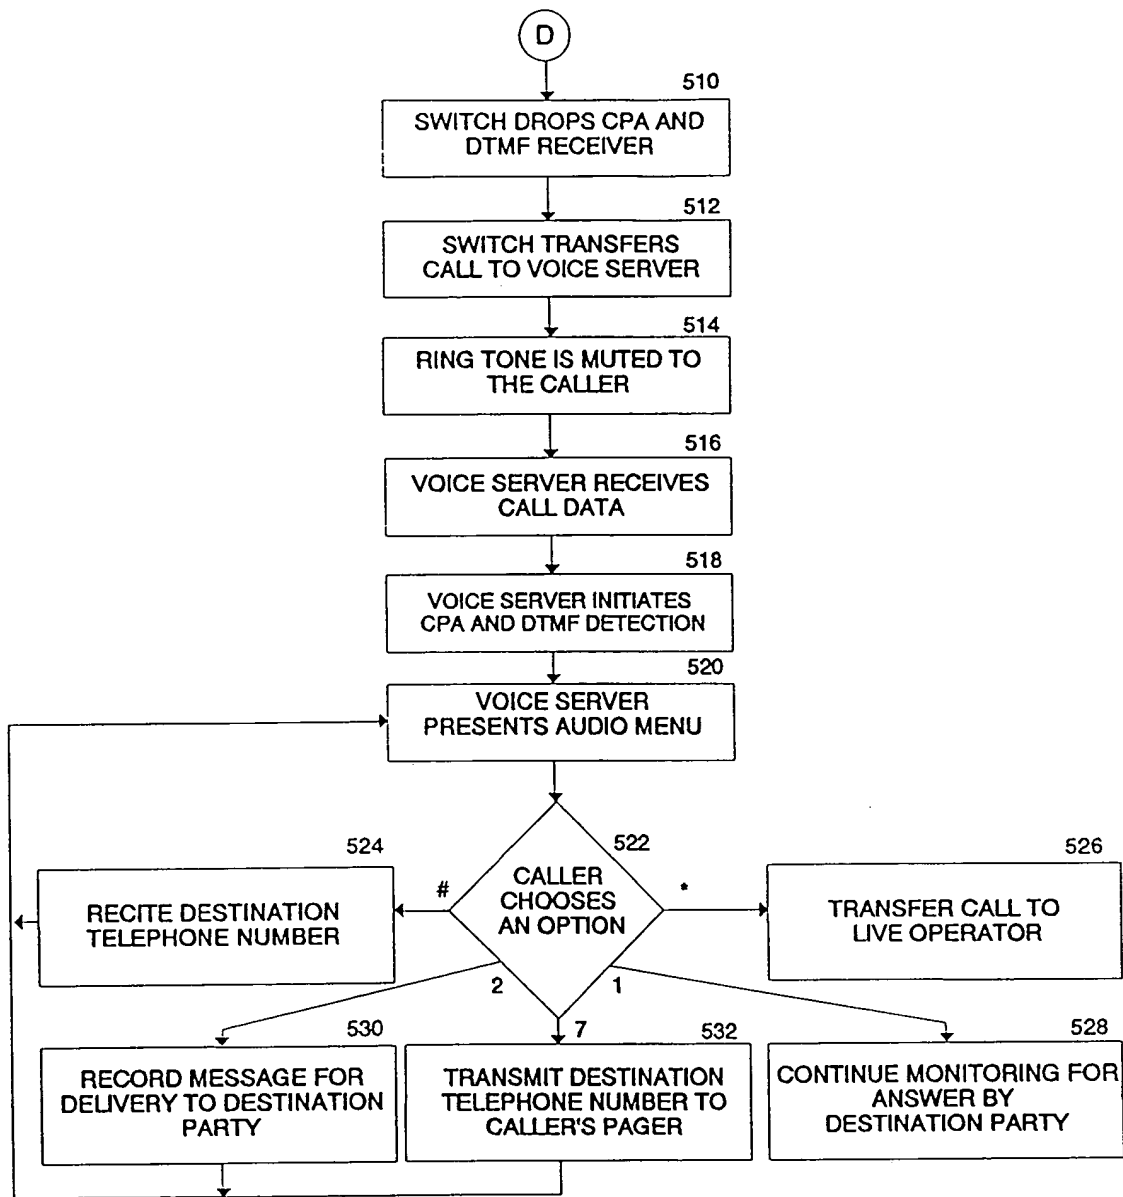 D
510
SWITCH DROPS CPA AND
DTMF RECEIVER
512
SWITCH TRANSFERS
CALL TO VOICE SERVER
514
RING TONE IS MUTED TO
THE CALLER
516
VOICE SERVER RECEIVES
CALL DATA
518
VOICE SERVER INITIATES
CPA AND DTMF DETECTION
520
VOICE SERVER
PRESENTS AUDIO MENU
522
CALLER
CHOOSES
AN OPTION
524
#
RECITE DESTINATION
TELEPHONE NUMBER
526
*
TRANSFER CALL TO
LIVE OPERATOR
2
530
RECORD MESSAGE FOR
DELIVERY TO DESTINATION
PARTY
7
532
TRANSMIT DESTINATION
TELEPHONE NUMBER TO
CALLER'S PAGER
1
528
CONTINUE MONITORING FOR
ANSWER BY
DESTINATION PARTY